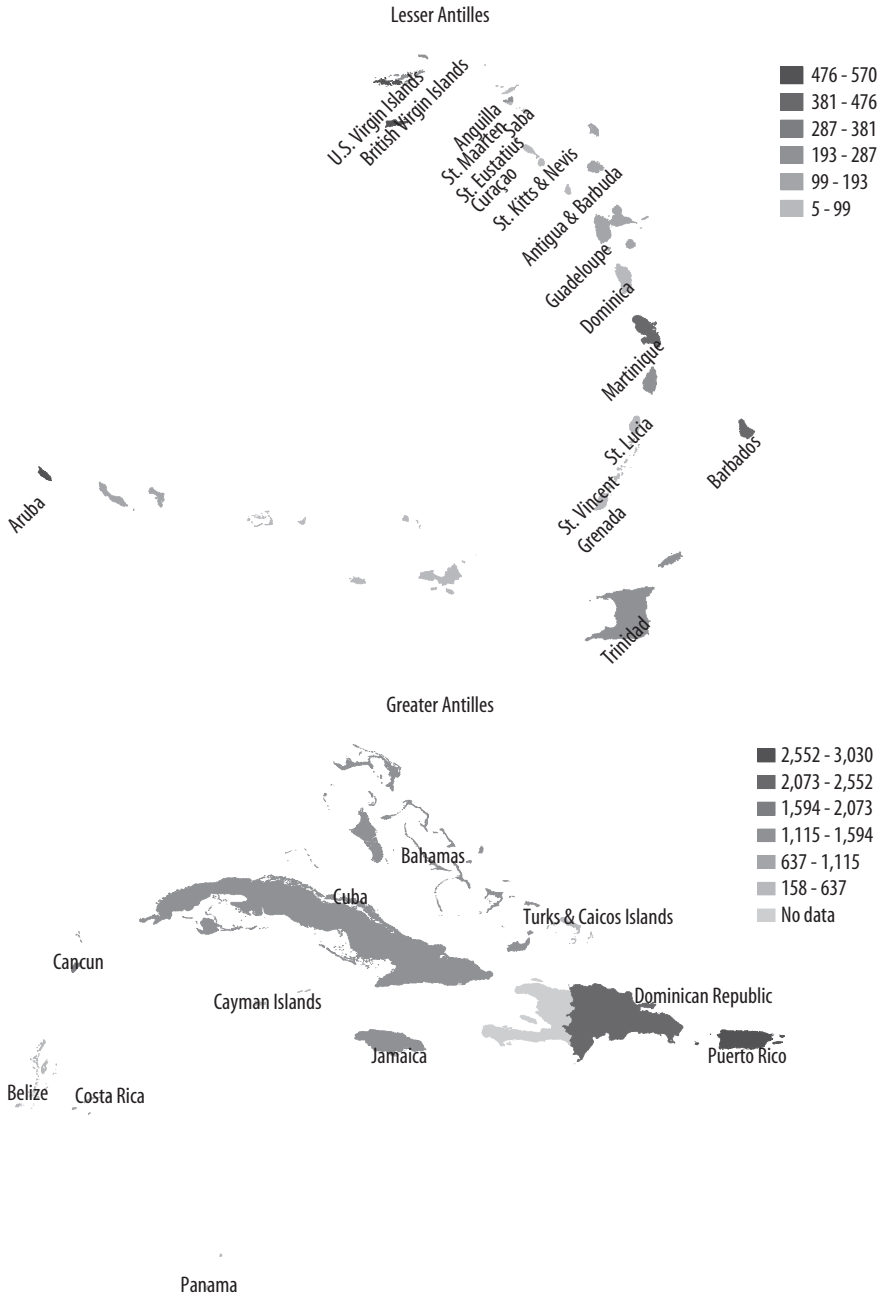 Lesser Antilles
476 - 570
381 - 476
287 - 381
193 - 287
99 - 193
5 - 99
U.S. Virgin Islands
British Virgin Islands
Anguilla
St. Maarten
Saba
St. Eustatius
Curaçao
St. Kitts & Nevis
Antigua & Barbuda
Guadeloupe
Dominica
Martinique
St. Lucia
Barbados
St. Vincent
Grenada
Aruba
Trinidad
Greater Antilles
2,552 - 3,030
2,073 - 2,552
1,594 - 2,073
1,115 - 1,594
637 - 1,115
158 - 637
No data
Bahamas
Cuba
Turks & Caicos Islands
Cancun
Cayman Islands
Dominican Republic
Jamaica
Puerto Rico
Belize
Costa Rica
Panama